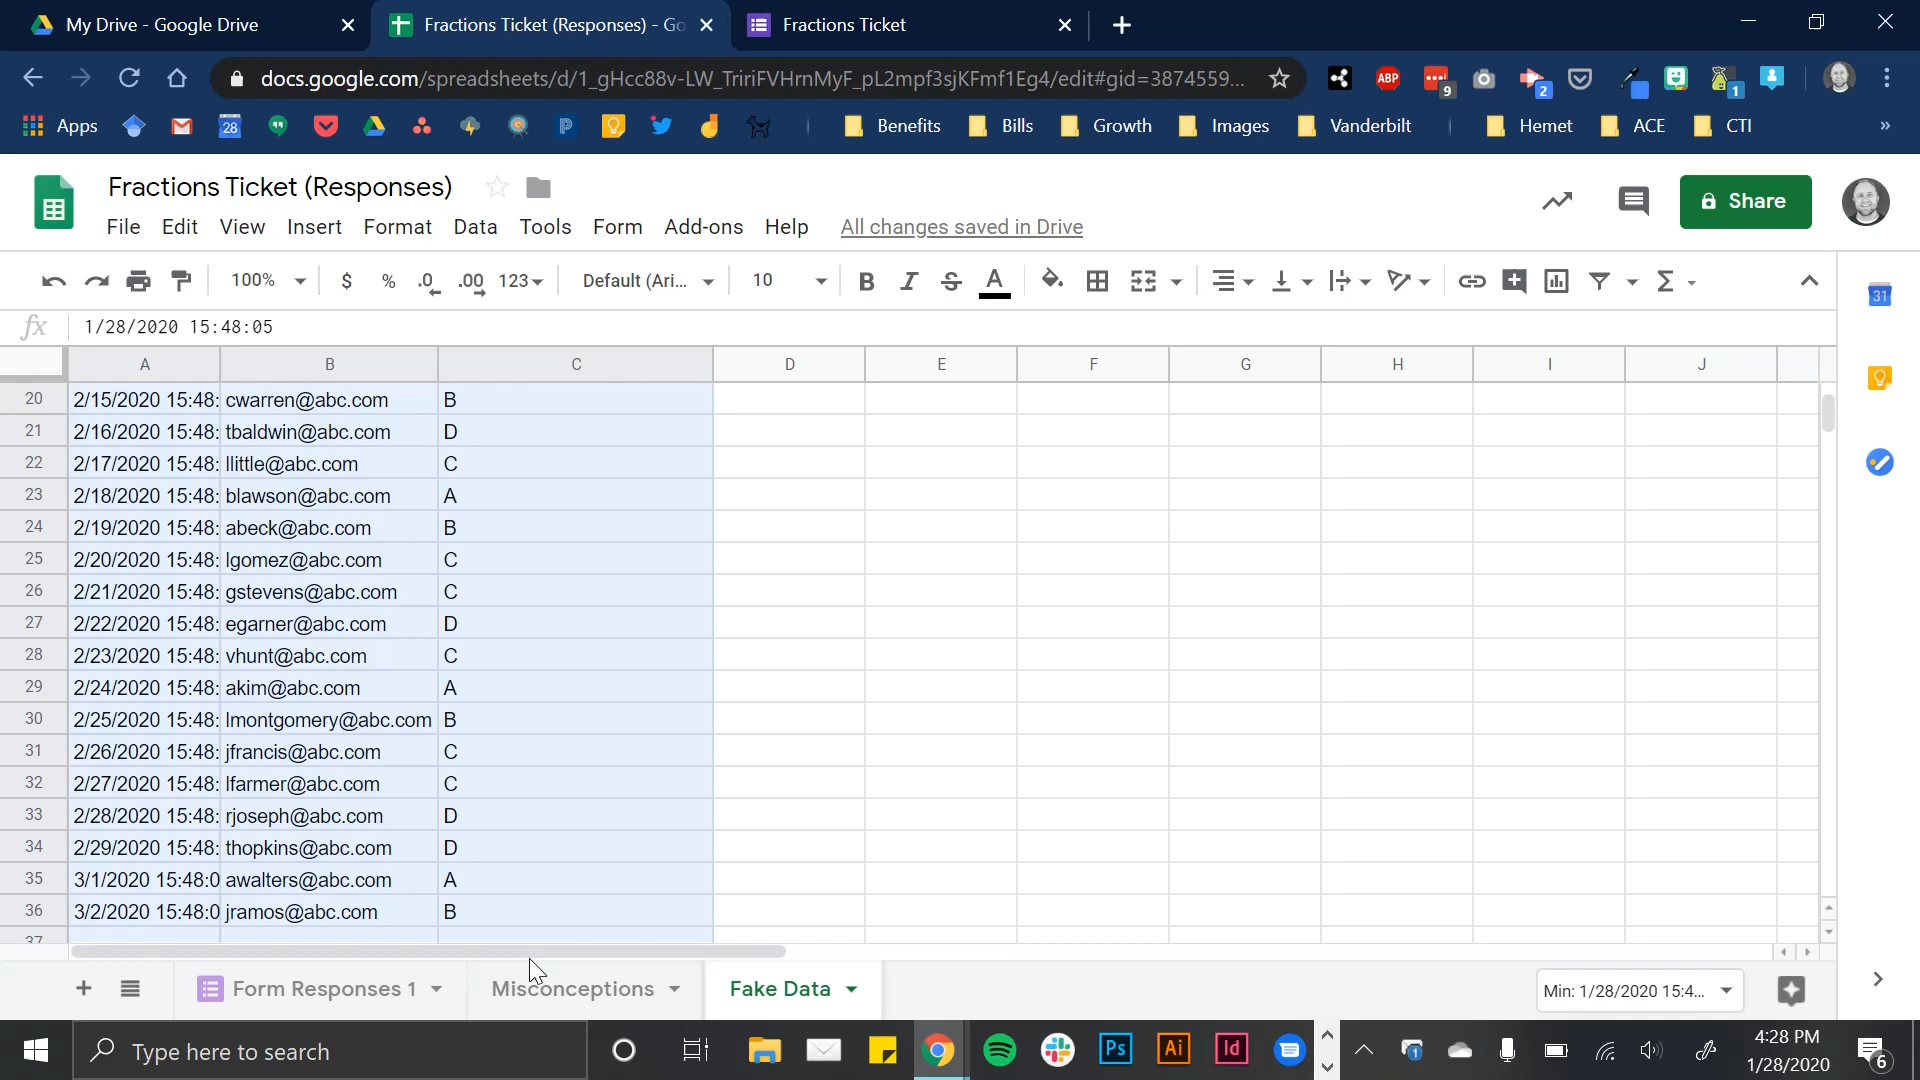 My Drive - Google Drive
Fractions Ticket (Responses) - Go
Fractions Ticket
docs.google.com/spreadsheets/d/1_gHcc88v-LW_TririFVHrnMyF_pL2mpf3sjKFmf1Eg4/edit#gid=3874559...
ABP
9
2
1
Apps
28
Benefits
Bills
Growth
Images
Vanderbilt
Hemet
ACE
CTI
»
Fractions Ticket (Responses)
File Edit View Insert Format Data Tools Form Add-ons Help All changes saved in Drive
Share
100% $ % .0 .00 123 Default (Ari... 10 B I S A Σ
31
fx 1/28/2020 15:48:05
A B C D E F G H I J
20 2/15/2020 15:48: cwarren@abc.com B
21 2/16/2020 15:48: tbaldwin@abc.com D
22 2/17/2020 15:48: llittle@abc.com C
23 2/18/2020 15:48: blawson@abc.com A
24 2/19/2020 15:48: abeck@abc.com B
25 2/20/2020 15:48: lgomez@abc.com C
26 2/21/2020 15:48: gstevens@abc.com C
27 2/22/2020 15:48: egarner@abc.com D
28 2/23/2020 15:48: vhunt@abc.com C
29 2/24/2020 15:48: akim@abc.com A
30 2/25/2020 15:48: lmontgomery@abc.com B
31 2/26/2020 15:48: jfrancis@abc.com C
32 2/27/2020 15:48: lfarmer@abc.com C
33 2/28/2020 15:48: rjoseph@abc.com D
34 2/29/2020 15:48: thopkins@abc.com D
35 3/1/2020 15:48:0 awalters@abc.com A
36 3/2/2020 15:48:0 jramos@abc.com B
37
+ Form Responses 1 Misconceptions Fake Data
Min: 1/28/2020 15:4...
Type here to search
Ps Ai Id
1
4:28 PM
1/28/2020
6